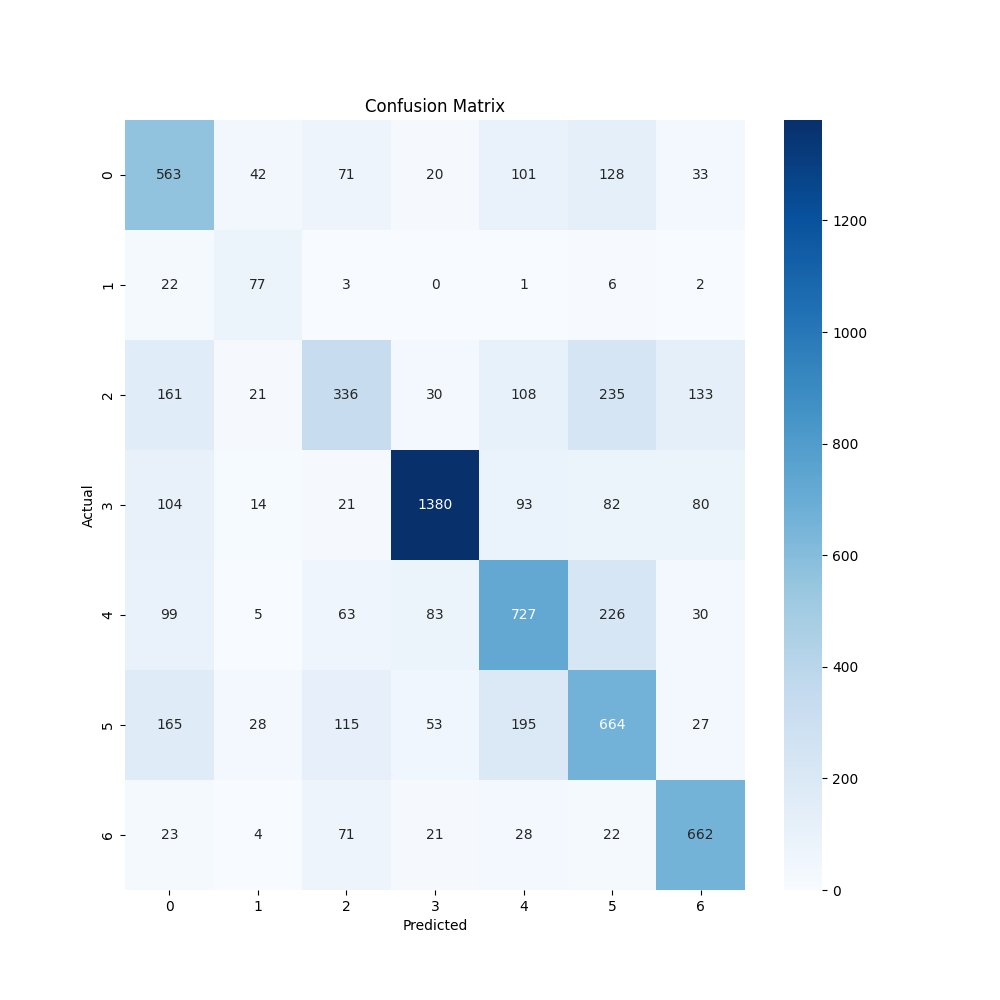 Confusion Matrix
0 563 42 71 20 101 128 33
1 22 77 3 0 1 6 2
2 161 21 336 30 108 235 133
3 104 14 21 1380 93 82 80
4 99 5 63 83 727 226 30
5 165 28 115 53 195 664 27
6 23 4 71 21 28 22 662
0 1 2 3 4 5 6
Predicted
Actual
1200
1000
800
600
400
200
0